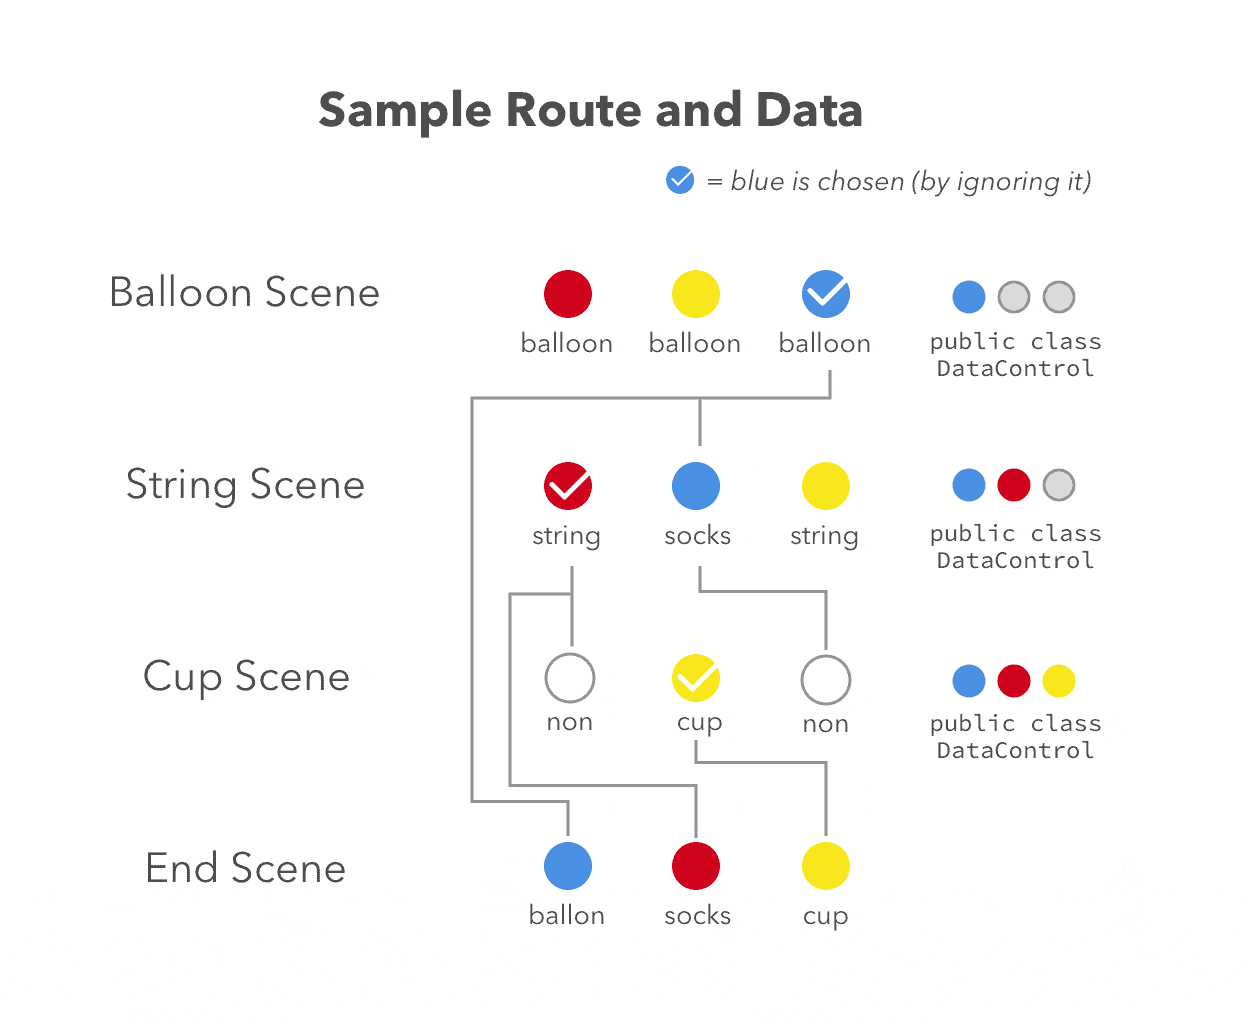 Sample Route and Data
= blue is chosen (by ignoring it)
Balloon Scene
balloon balloon balloon
public class
DataControl
String Scene
string socks string
public class
DataControl
Cup Scene
non cup non
public class
DataControl
End Scene
ballon socks cup